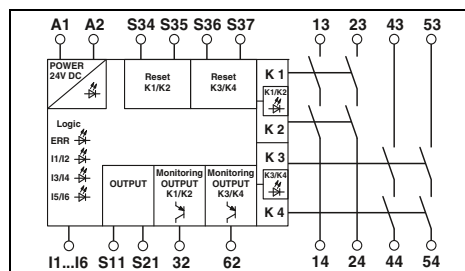 A1 A2 S34 S35 S36 S37 13 23 43 53
POWER
24V DC
Reset
K1/K2
Reset
K3/K4
K 1
K1/K2
K 2
Logic
ERR
I1/I2
I3/I4
I5/I6
OUTPUT
Monitoring
OUTPUT
K1/K2
Monitoring
OUTPUT
K3/K4
K 3
K3/K4
K 4
I1...I6 S11 S21 32 62 14 24 44 54